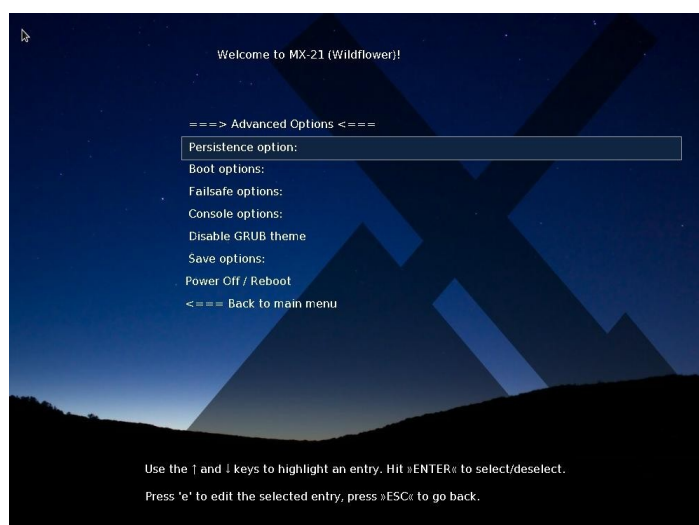 Welcome to MX-21 (Wildflower)!
===> Advanced Options <===
Persistence option:
Boot options:
Failsafe options:
Console options:
Disable GRUB theme
Save options:
Power Off / Reboot
<=== Back to main menu
Use the ↑ and ↓ keys to highlight an entry. Hit »ENTER« to select/deselect.
Press 'e' to edit the selected entry, press »ESC« to go back.